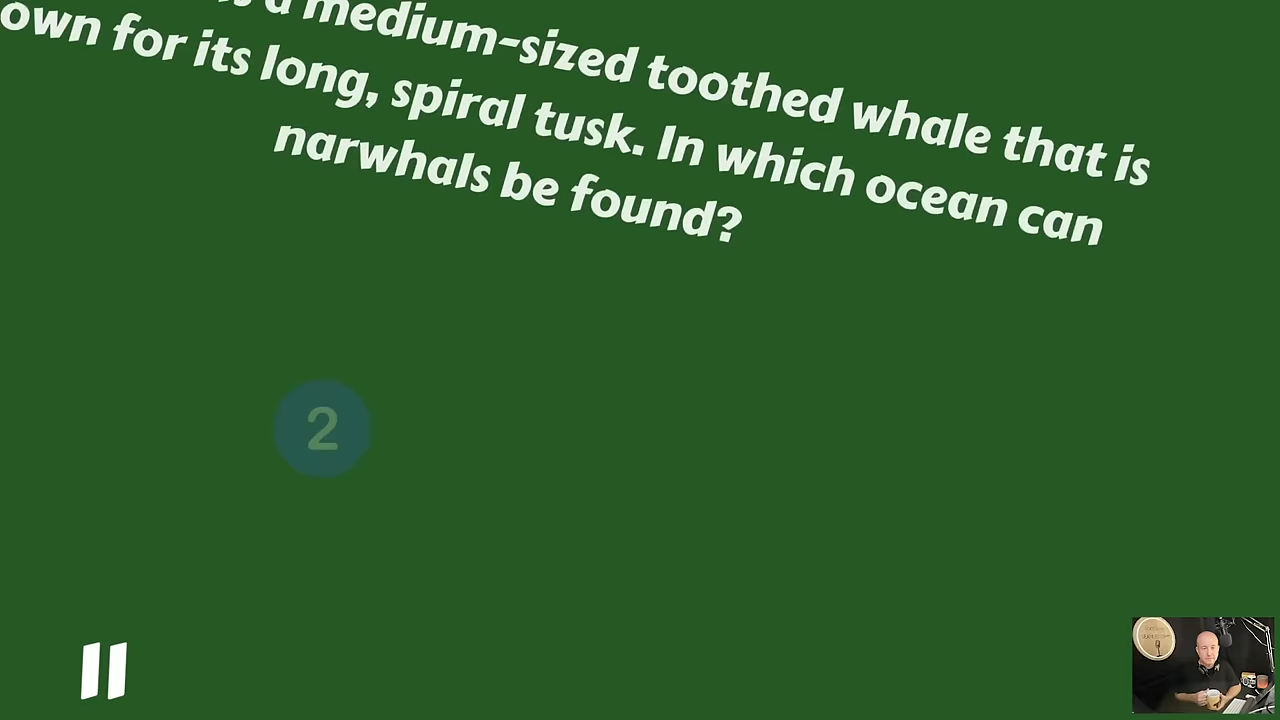 a medium-sized toothed whale that is
own for its long, spiral tusk. In which ocean can
narwhals be found?
2